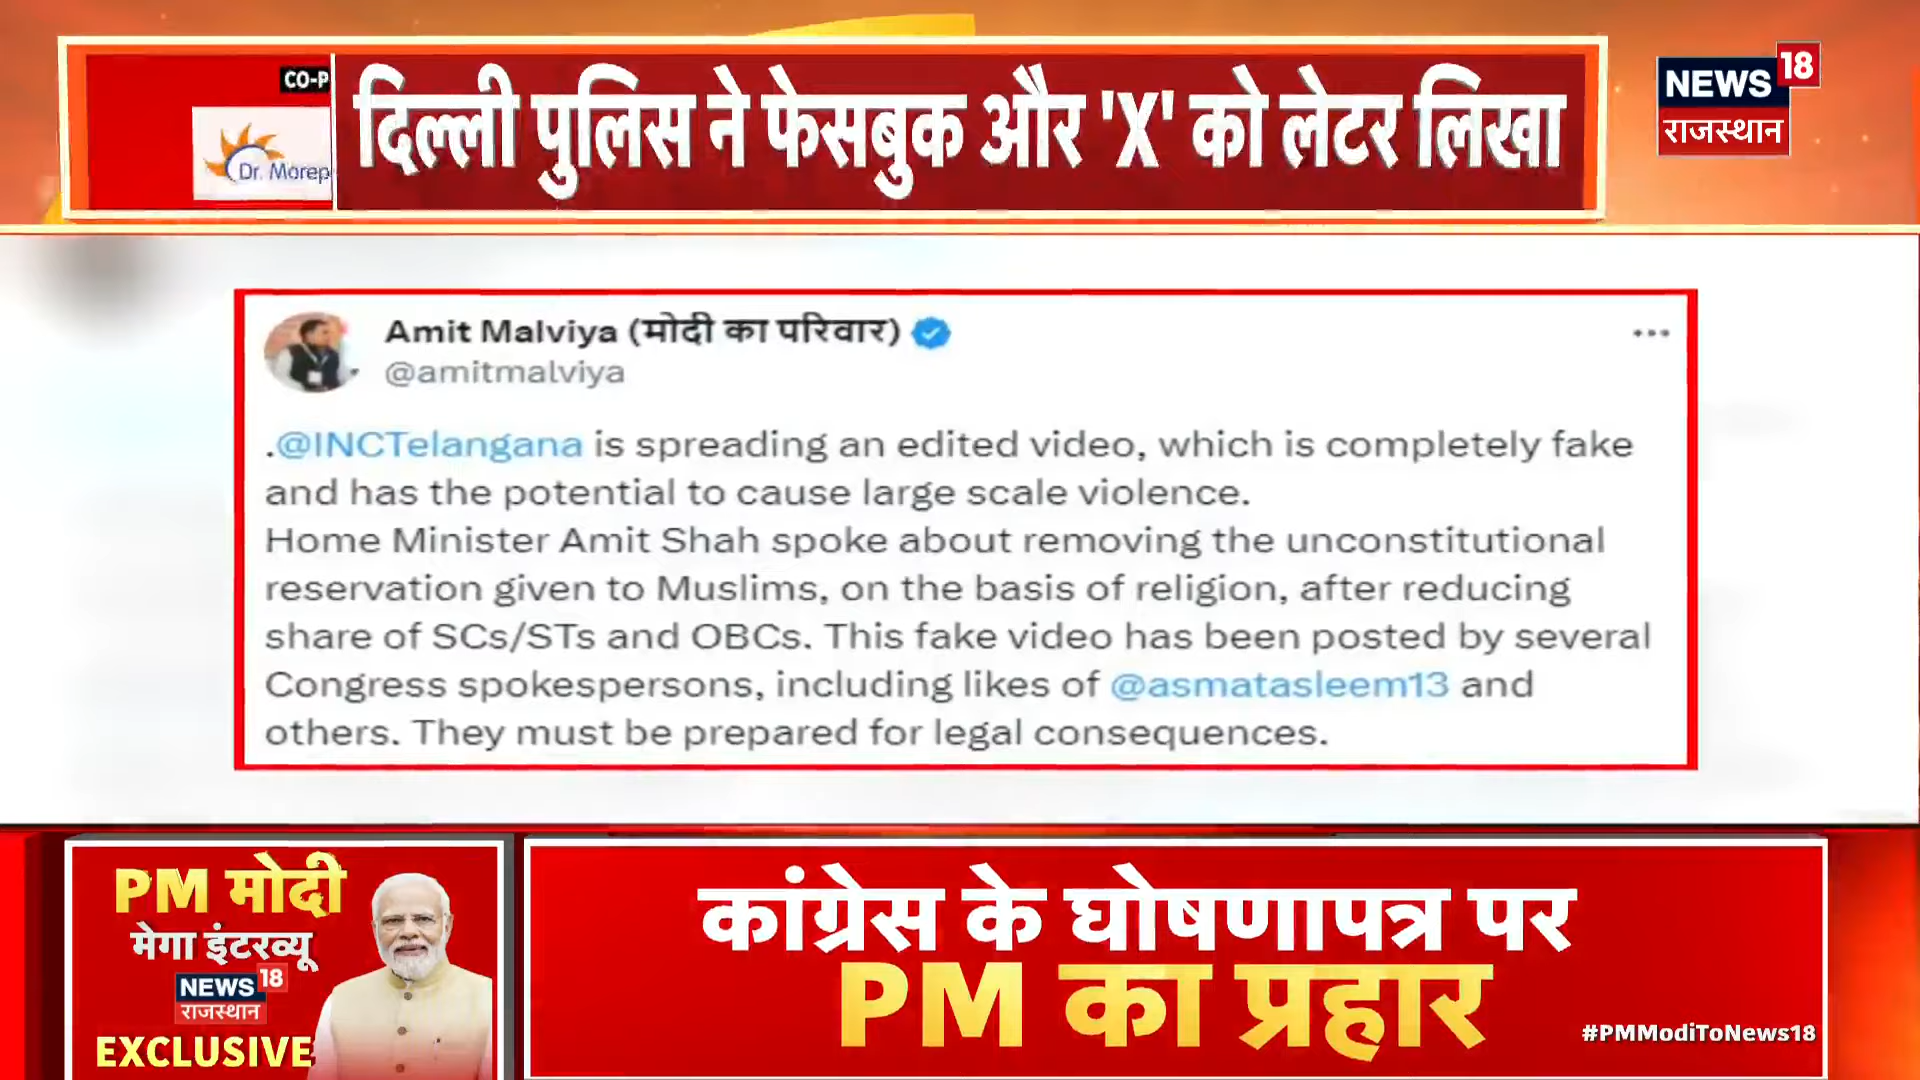 CO-P
Dr. Morep
दिल्ली पुलिस ने फेसबुक और 'X' को लेटर लिखा
NEWS 18
राजस्थान
Amit Malviya (मोदी का परिवार)
@amitmalviya
.@INCTelangana is spreading an edited video, which is completely fake
and has the potential to cause large scale violence.
Home Minister Amit Shah spoke about removing the unconstitutional
reservation given to Muslims, on the basis of religion, after reducing
share of SCs/STs and OBCs. This fake video has been posted by several
Congress spokespersons, including likes of @asmatasleem13 and
others. They must be prepared for legal consequences.
PM मोदी
मेगा इंटरव्यू
NEWS 18
राजस्थान
EXCLUSIVE
कांग्रेस के घोषणापत्र पर
PM का प्रहार
#PMModiToNews18